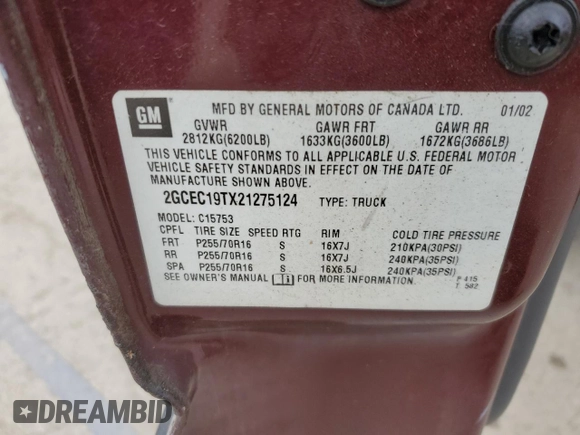 GM
MFD BY GENERAL MOTORS OF CANADA LTD. 01/02
GVWR GAWR FRT GAWR RR
2812KG(6200LB) 1633KG(3600LB) 1672KG(3686LB)
THIS VEHICLE CONFORMS TO ALL APPLICABLE U.S. FEDERAL MOTOR
VEHICLE SAFETY STANDARDS IN EFFECT ON THE DATE OF
MANUFACTURE SHOWN ABOVE.
2GCEC19TX21275124 TYPE: TRUCK
MODEL: C15753
CPFL TIRE SIZE SPEED RTG RIM COLD TIRE PRESSURE
FRT P255/70R16 S 16X7J 210KPA(30PSI)
RR P255/70R16 S 16X7J 240KPA(35PSI)
SPA P255/70R16 S 16X6.5J 240KPA(35PSI)
SEE OWNER'S MANUAL FOR MORE INFORMATION.
P 415
T 582
DREAMBID